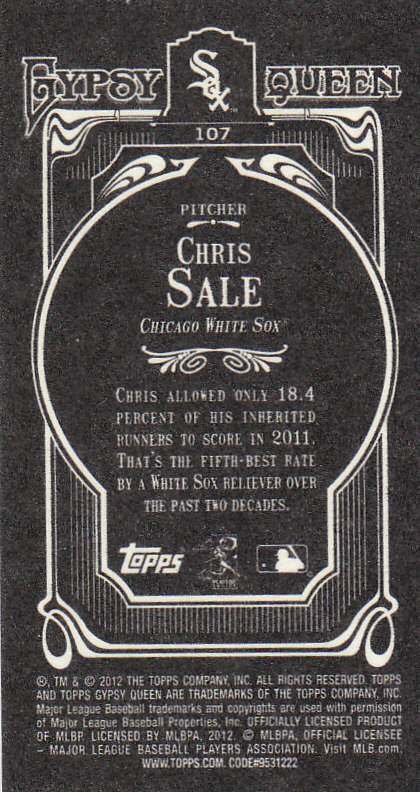 GYPSY QUEEN
Sox
107
PITCHER
CHRIS
SALE
CHICAGO WHITE SOX®
CHRIS ALLOWED ONLY 18.4
PERCENT OF HIS INHERITED
RUNNERS TO SCORE IN 2011.
THAT'S THE FIFTH-BEST RATE
BY A WHITE SOX RELIEVER OVER
THE PAST TWO DECADES.
topps
®, TM & © 2012 THE TOPPS COMPANY, INC. ALL RIGHTS RESERVED. TOPPS
AND TOPPS GYPSY QUEEN ARE TRADEMARKS OF THE TOPPS COMPANY, INC.
Major League Baseball trademarks and copyrights are used with permission
of Major League Baseball Properties, Inc. OFFICIALLY LICENSED PRODUCT
OF MLBP. LICENSED BY MLBPA, 2012. © MLBPA, OFFICIAL LICENSEE
– MAJOR LEAGUE BASEBALL PLAYERS ASSOCIATION. Visit MLB.com.
WWW.TOPPS.COM. CODE#9531222